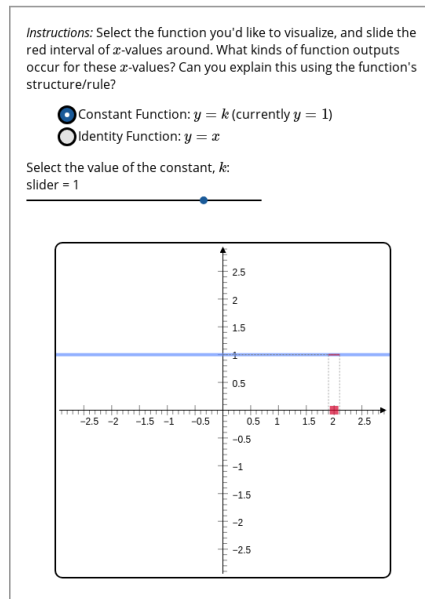 Instructions: Select the function you'd like to visualize, and slide the
red interval of x-values around. What kinds of function outputs
occur for these x-values? Can you explain this using the function's
structure/rule?
Constant Function: y = k (currently y = 1)
Identity Function: y = x
Select the value of the constant, k:
slider = 1
2.5
2
1.5
1
0.5
−2.5 −2 −1.5 −1 −0.5 0.5 1 1.5 2 2.5
−0.5
−1
−1.5
−2
−2.5